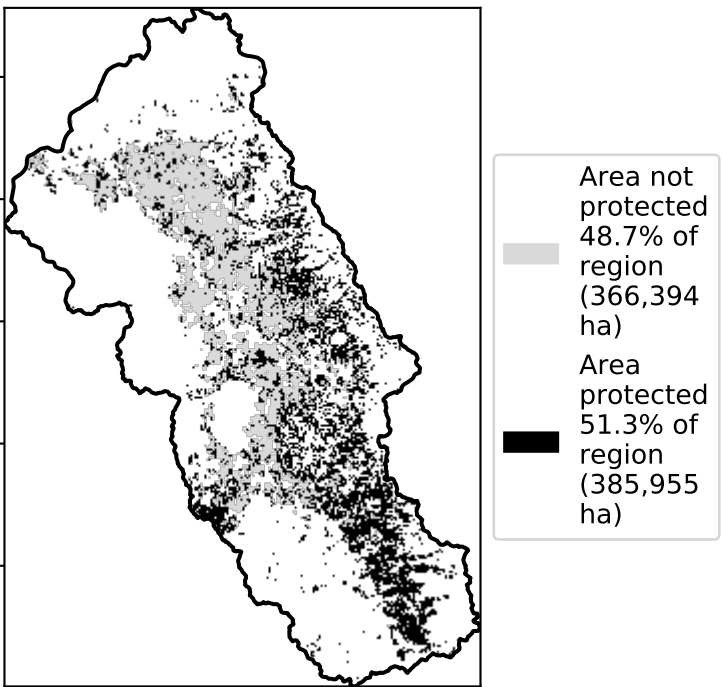 Area not
protected
48.7% of
region
(366,394
ha)
Area
protected
51.3% of
region
(385,955
ha)